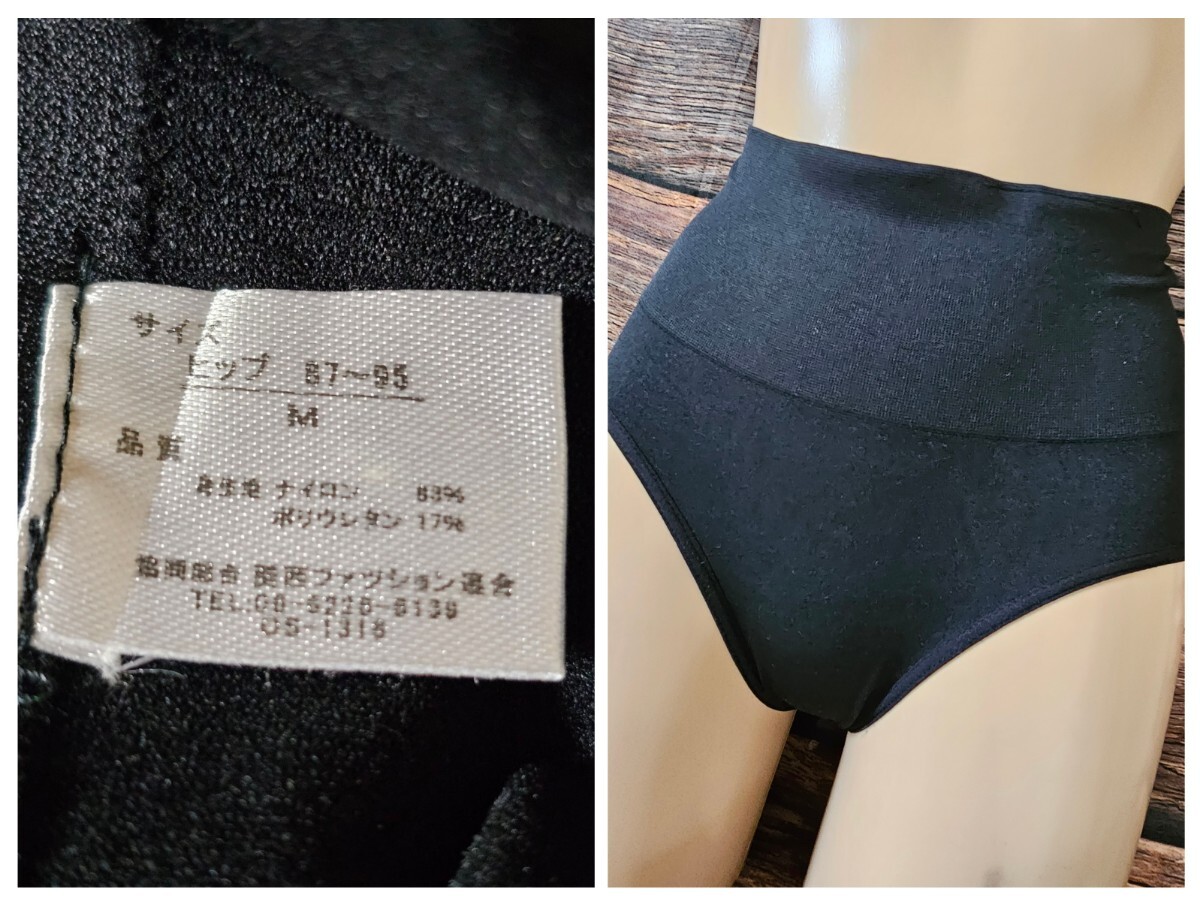 サイズ
ヒップ 87〜95
M
品質
身生地 ナイロン 83%
ポリウレタン 17%
協同組合 関西ファッション連合
TEL:06-6228-6139
OS-1318